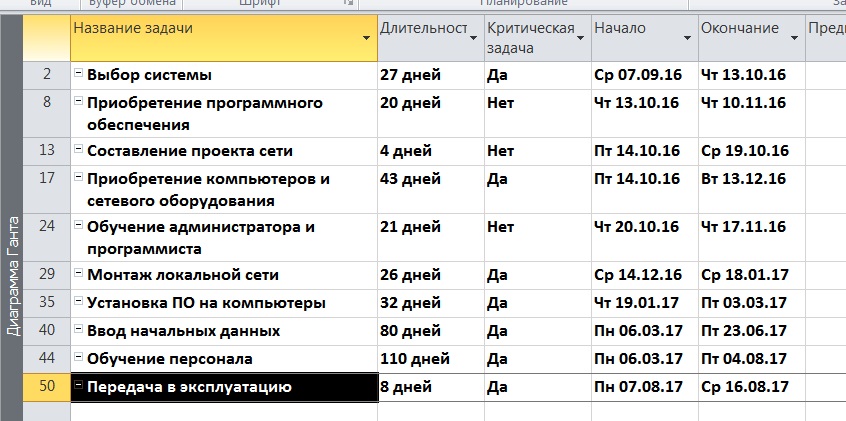 Вид Буфер обмена Шрифт Планирование За
Название задачи Длительност Критическая задача Начало Окончание Пред
2 Выбор системы 27 дней Да Ср 07.09.16 Чт 13.10.16
8 Приобретение программного 20 дней Нет Чт 13.10.16 Чт 10.11.16
обеспечения
13 Составление проекта сети 4 дней Нет Пт 14.10.16 Ср 19.10.16
17 Приобретение компьютеров и 43 дней Да Пт 14.10.16 Вт 13.12.16
сетевого оборудования
24 Обучение администратора и 21 дней Нет Чт 20.10.16 Чт 17.11.16
программиста
29 Монтаж локальной сети 26 дней Да Ср 14.12.16 Ср 18.01.17
35 Установка ПО на компьютеры 32 дней Да Чт 19.01.17 Пт 03.03.17
40 Ввод начальных данных 80 дней Да Пн 06.03.17 Пт 23.06.17
44 Обучение персонала 110 дней Да Пн 06.03.17 Пт 04.08.17
50 Передача в эксплуатацию 8 дней Да Пн 07.08.17 Ср 16.08.17
Диаграмма Ганта